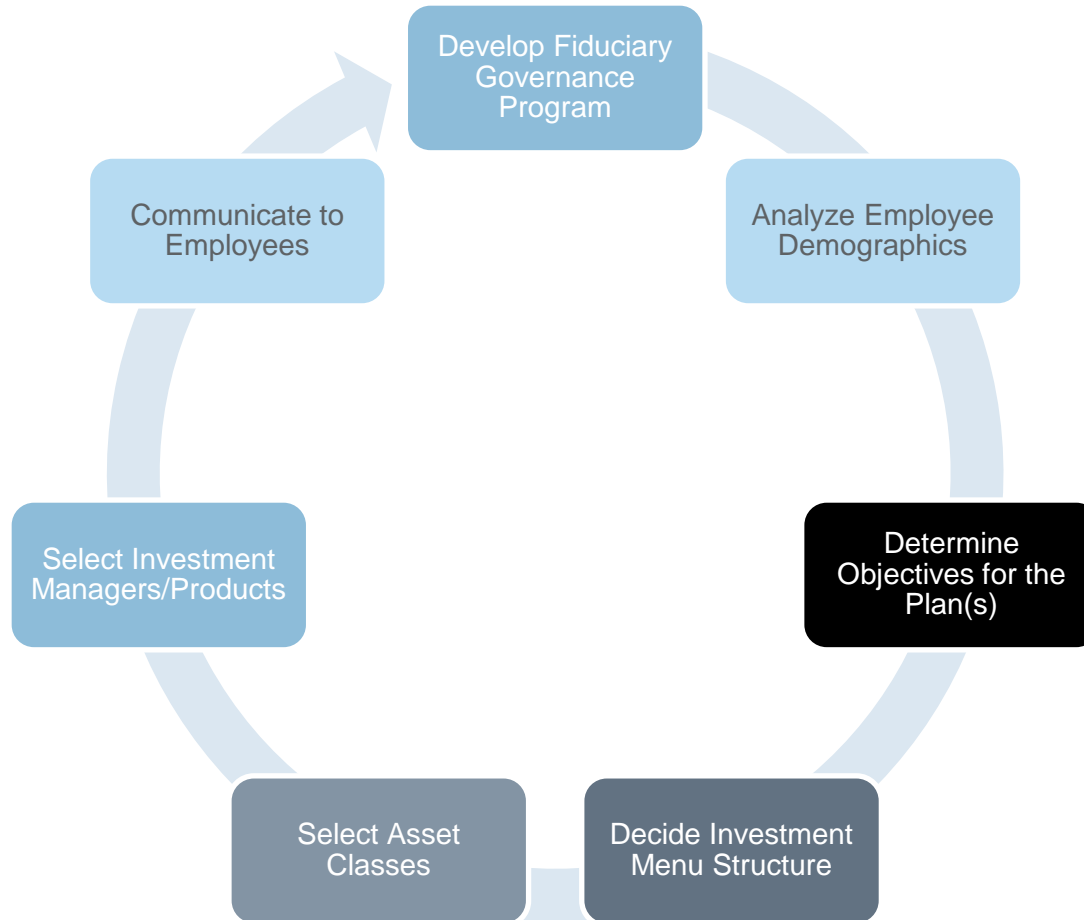 Develop Fiduciary
Governance
Program
Analyze Employee
Demographics
Determine
Objectives for the
Plan(s)
Decide Investment
Menu Structure
Select Asset
Classes
Select Investment
Managers/Products
Communicate to
Employees